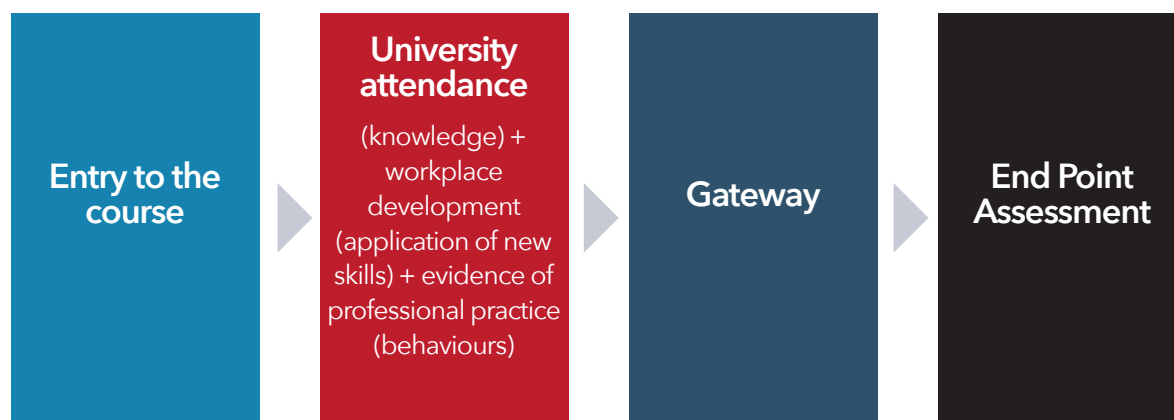 Entry to the
course
University
attendance
(knowledge) +
workplace
development
(application of new
skills) + evidence of
professional practice
(behaviours)
Gateway
End Point
Assessment